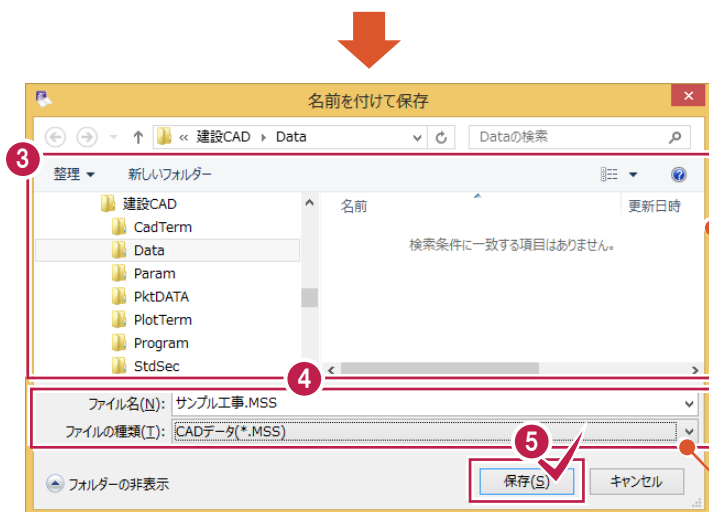 名前を付けて保存
×
« 建設CAD ▸ Data
Dataの検索
3
整理 ▼ 新しいフォルダー
建設CAD
CadTerm
Data
Param
PktDATA
PlotTerm
Program
StdSec
名前 更新日時
検索条件に一致する項目はありません。
4
ファイル名(N): サンプル工事.MSS
ファイルの種類(T): CADデータ(*.MSS)
5
フォルダーの非表示
保存(S)
キャンセル